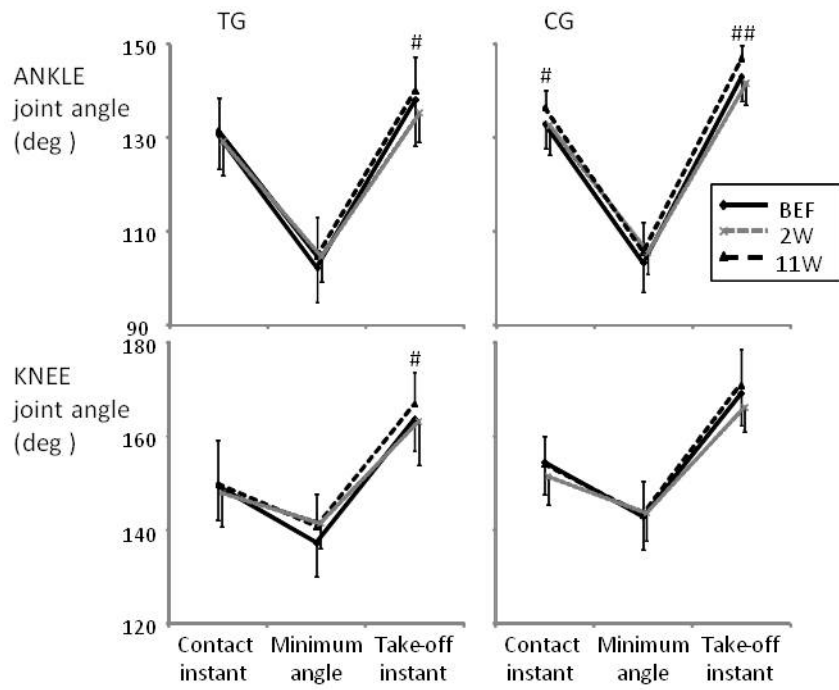 TG
CG
ANKLE
joint angle
(deg )
150
130
110
90
#
#
##
BEF
2W
11W
KNEE
joint angle
(deg )
180
160
140
120
#
Contact
instant
Minimum
angle
Take-off
instant
Contact
instant
Minimum
angle
Take-off
instant